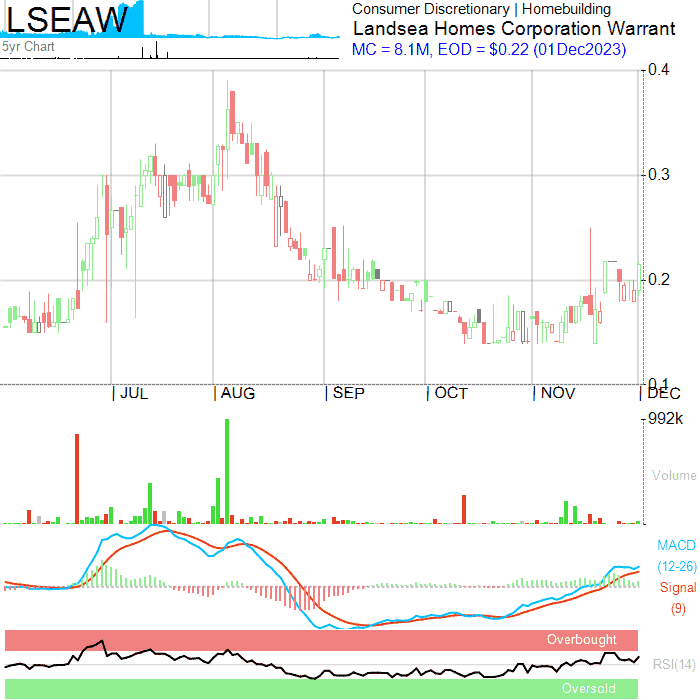 LSEAW
Consumer Discretionary | Homebuilding
Landsea Homes Corporation Warrant
5yr Chart
MC = 8.1M, EOD = $0.22 (01Dec2023)
0.4
0.3
0.2
0.1
JUL AUG SEP OCT NOV DEC
992k
Volume
MACD
(12-26)
Signal
(9)
Overbought
RSI(14)
Oversold